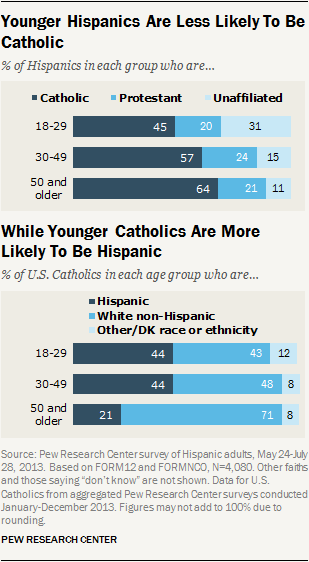 Younger Hispanics Are Less Likely To Be
Catholic
% of Hispanics in each group who are...
Catholic Protestant Unaffiliated
18-29 45 20 31
30-49 57 24 15
50 and
older 64 21 11
While Younger Catholics Are More
Likely To Be Hispanic
% of U.S. Catholics in each age group who are...
Hispanic
White non-Hispanic
Other/DK race or ethnicity
18-29 44 43 12
30-49 44 48 8
50 and
older 21 71 8
Source: Pew Research Center survey of Hispanic adults, May 24-July
28, 2013. Based on FORM12 and FORMNCO, N=4,080. Other faiths
and those saying "don't know" are not shown. Data for U.S.
Catholics from aggregated Pew Research Center surveys conducted
January-December 2013. Figures may not add to 100% due to
rounding.
PEW RESEARCH CENTER